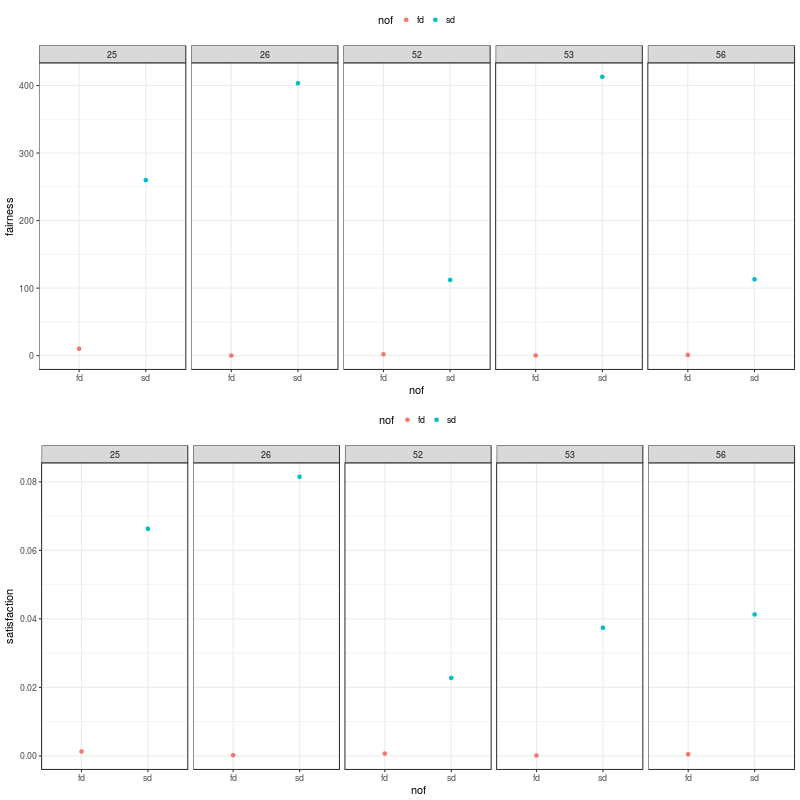 nof fd sd
25 26 52 53 56
400
300
200
100
0
fairness
fd sd fd sd fd sd fd sd fd sd
nof
nof fd sd
25 26 52 53 56
0.08
0.06
0.04
0.02
0.00
satisfaction
fd sd fd sd fd sd fd sd fd sd
nof